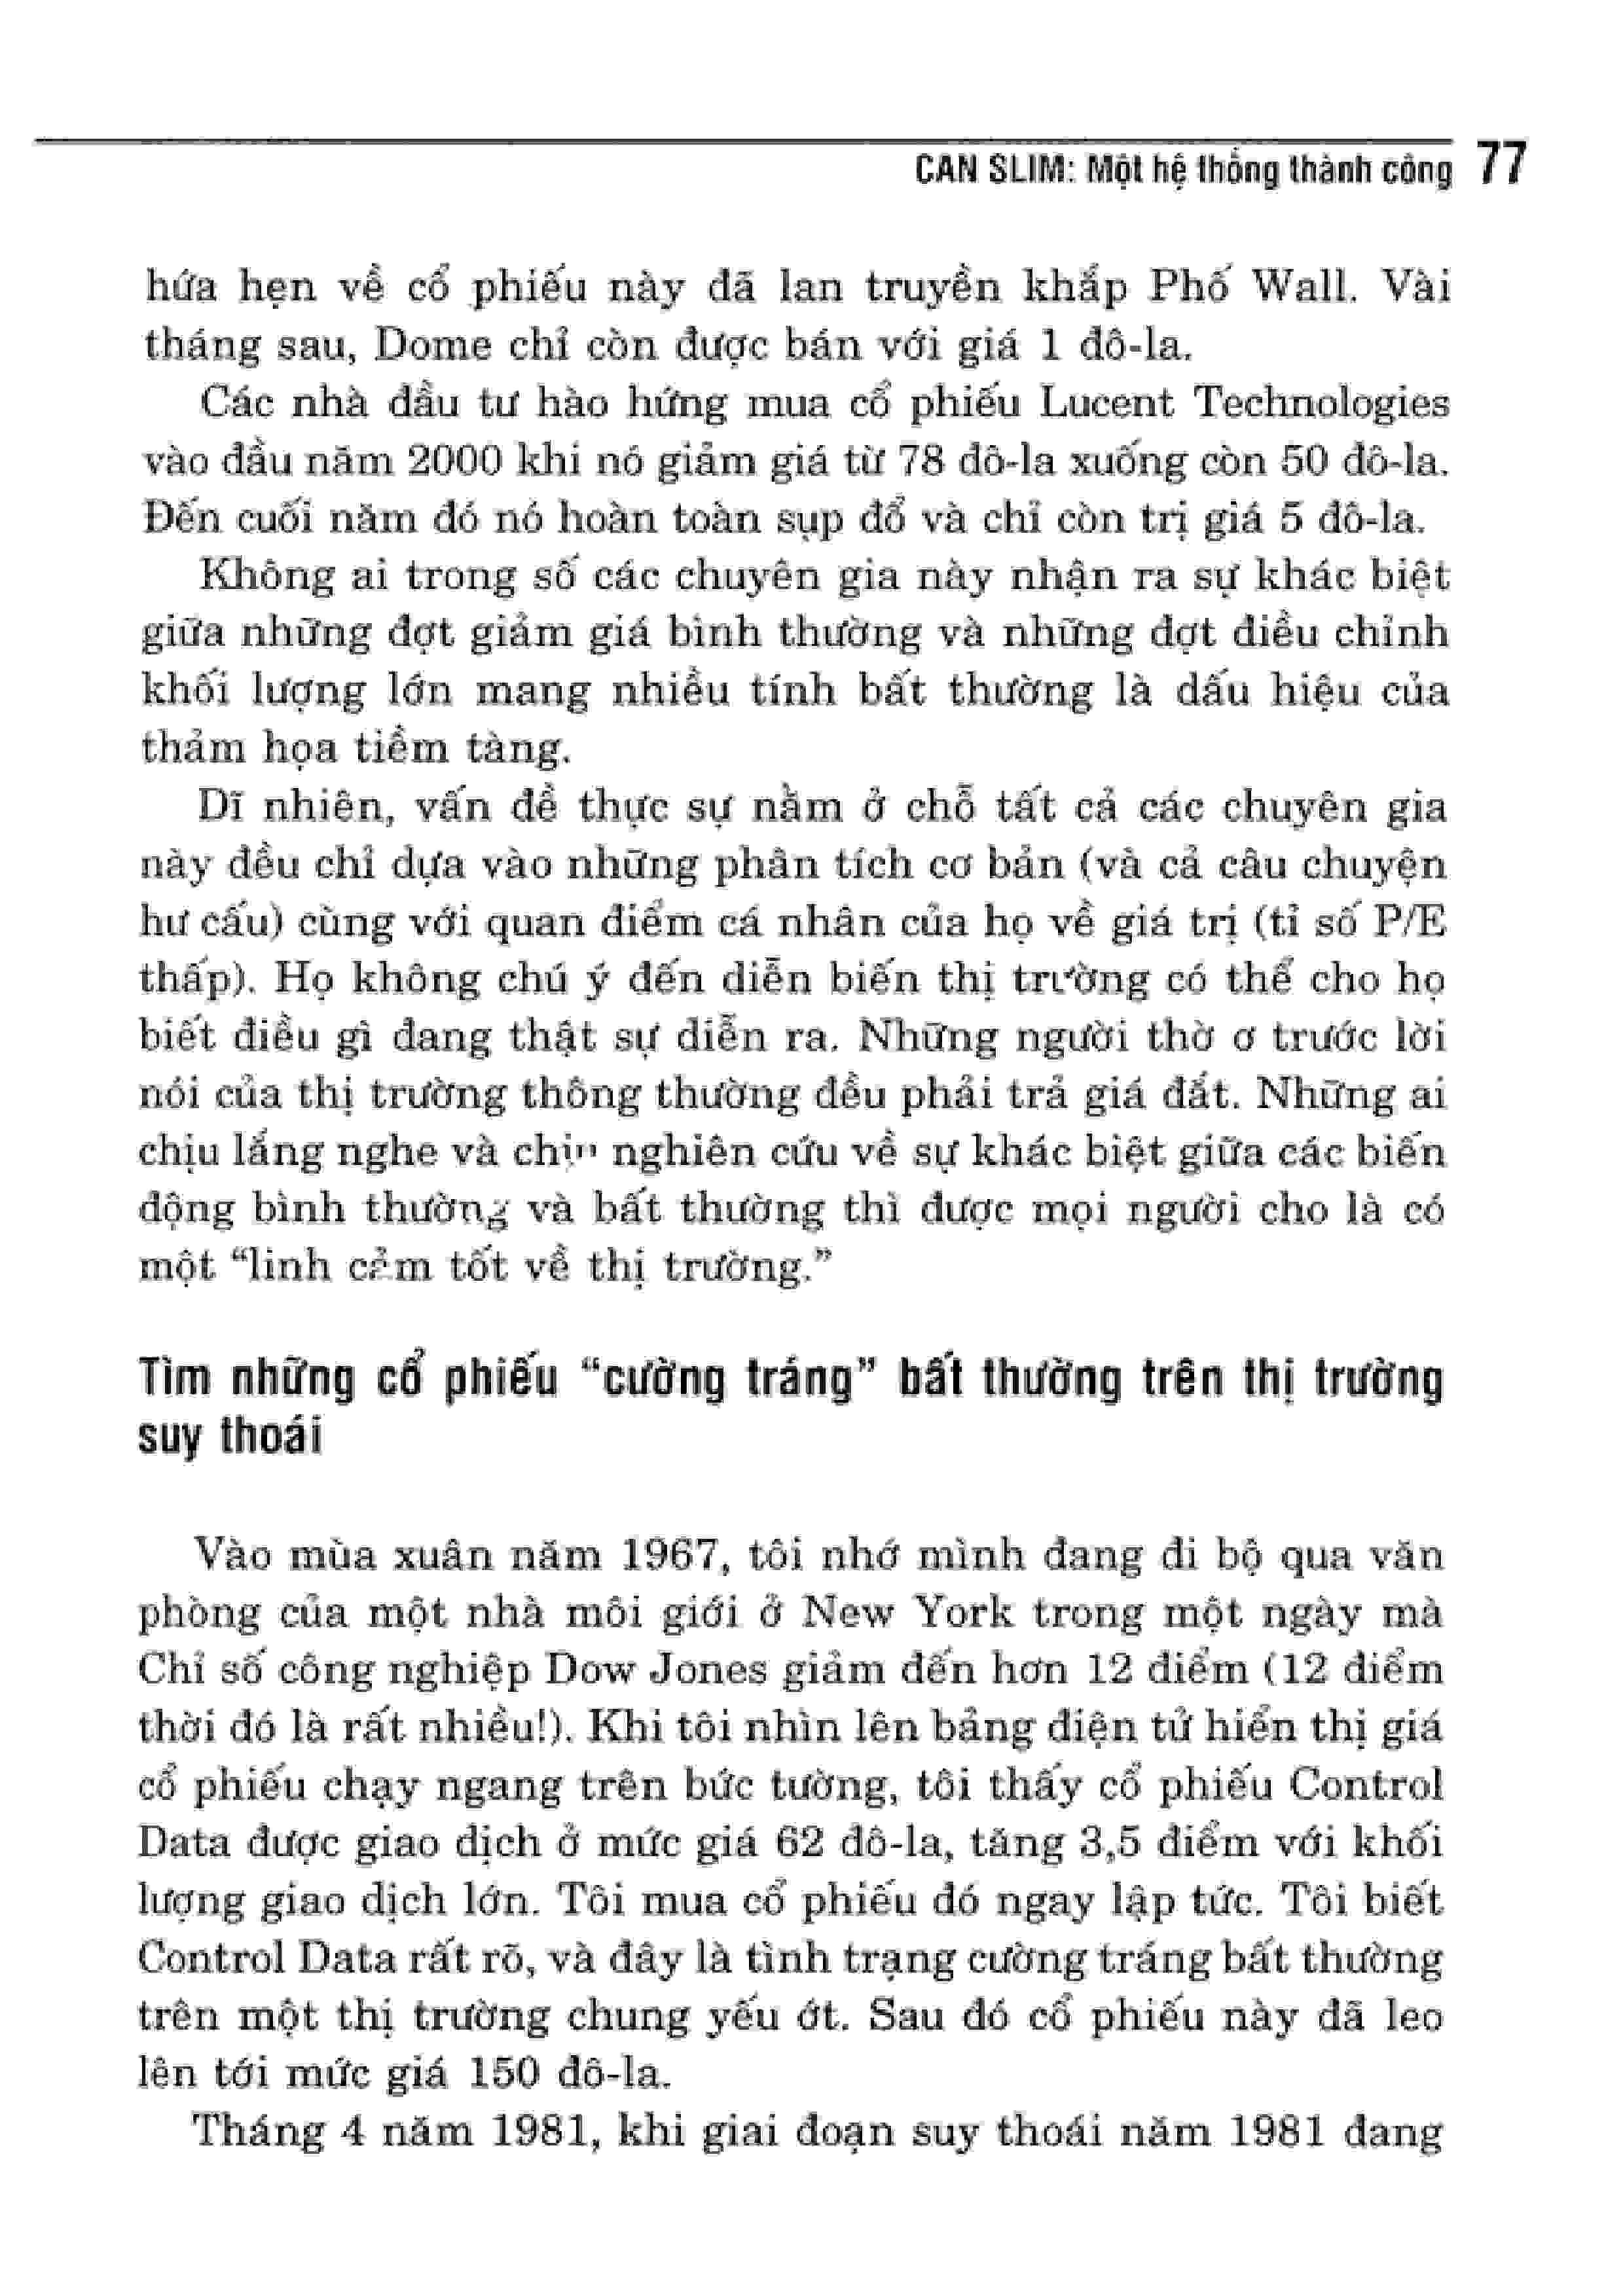 CAN SLIM: Một hệ thống thành công 77
hứa hẹn về cổ phiếu này đã lan truyền khắp Phố Wall. Vài
tháng sau, Dome chỉ còn được bán với giá 1 đô-la.
Các nhà đầu tư hào hứng mua cổ phiếu Lucent Technologies
vào đầu năm 2000 khi nó giảm giá từ 78 đô-la xuống còn 50 đô-la.
Đến cuối năm đó nó hoàn toàn sụp đổ và chỉ còn trị giá 5 đô-la.
Không ai trong số các chuyên gia này nhận ra sự khác biệt
giữa những đợt giảm giá bình thường và những đợt điều chỉnh
khối lượng lớn mang nhiều tính bất thường là dấu hiệu của
thảm họa tiềm tàng.
Dĩ nhiên, vấn đề thực sự nằm ở chỗ tất cả các chuyên gia
này đều chỉ dựa vào những phân tích cơ bản (và cả câu chuyện
hư cấu) cùng với quan điểm cá nhân của họ về giá trị (tỉ số P/E
thấp). Họ không chú ý đến diễn biến thị trường có thể cho họ
biết điều gì đang thật sự diễn ra. Những người thờ ơ trước lời
nói của thị trường thông thường đều phải trả giá đắt. Những ai
chịu lắng nghe và chịu nghiên cứu về sự khác biệt giữa các biến
động bình thường và bất thường thì được mọi người cho là có
một “linh cảm tốt về thị trường.”
Tìm những cổ phiếu “cường tráng” bất thường trên thị trường
suy thoái
Vào mùa xuân năm 1967, tôi nhớ mình đang đi bộ qua văn
phòng của một nhà môi giới ở New York trong một ngày mà
Chỉ số công nghiệp Dow Jones giảm đến hơn 12 điểm (12 điểm
thời đó là rất nhiều!). Khi tôi nhìn lên bảng điện tử hiển thị giá
cổ phiếu chạy ngang trên bức tường, tôi thấy cổ phiếu Control
Data được giao dịch ở mức giá 62 đô-la, tăng 3,5 điểm với khối
lượng giao dịch lớn. Tôi mua cổ phiếu đó ngay lập tức. Tôi biết
Control Data rất rõ, và đây là tình trạng cường tráng bất thường
trên một thị trường chung yếu ớt. Sau đó cổ phiếu này đã leo
lên tới mức giá 150 đô-la.
Tháng 4 năm 1981, khi giai đoạn suy thoái năm 1981 đang